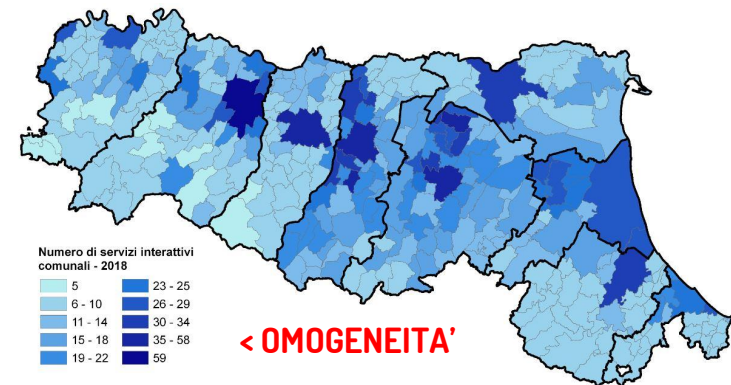 Numero di servizi interattivi
comunali - 2018
5
6 - 10
11 - 14
15 - 18
19 - 22
23 - 25
26 - 29
30 - 34
35 - 58
59
< OMOGENEITA'